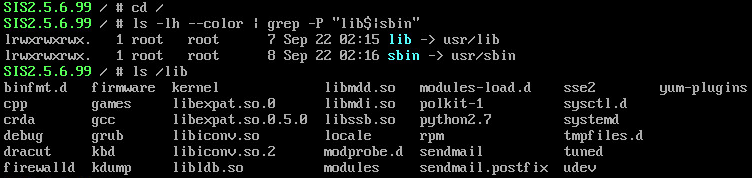 SIS2.5.6.99 / # cd /
SIS2.5.6.99 / # ls -lh --color | grep -P "lib$|sbin"
lrwxrwxrwx.   1 root   root      7 Sep 22 02:15 lib -> usr/lib
lrwxrwxrwx.   1 root   root      8 Sep 22 02:16 sbin -> usr/sbin
SIS2.5.6.99 / # ls /lib
binfmt.d   firmware  kernel            libmdd.so   modules-load.d    sse2        yum-plugins
cpp        games     libexpat.so.0     libmdi.so   polkit-1          sysctl.d
crda       gcc       libexpat.so.0.5.0 libssb.so   python2.7         systemd
debug      grub      libiconv.so       locale      rpm               tmpfiles.d
dracut     kbd       libiconv.so.2     modprobe.d  sendmail          tuned
firewalld  kdump     libldb.so         modules     sendmail.postfix  udev